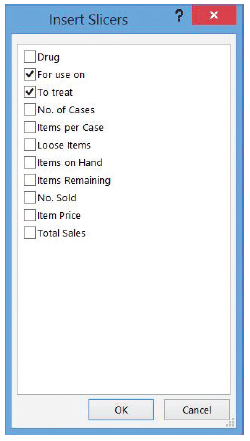 Insert Slicers
?
x
Drug
For use on
To treat
No. of Cases
Items per Case
Loose Items
Items on Hand
Items Remaining
No. Sold
Item Price
Total Sales
OK Cancel